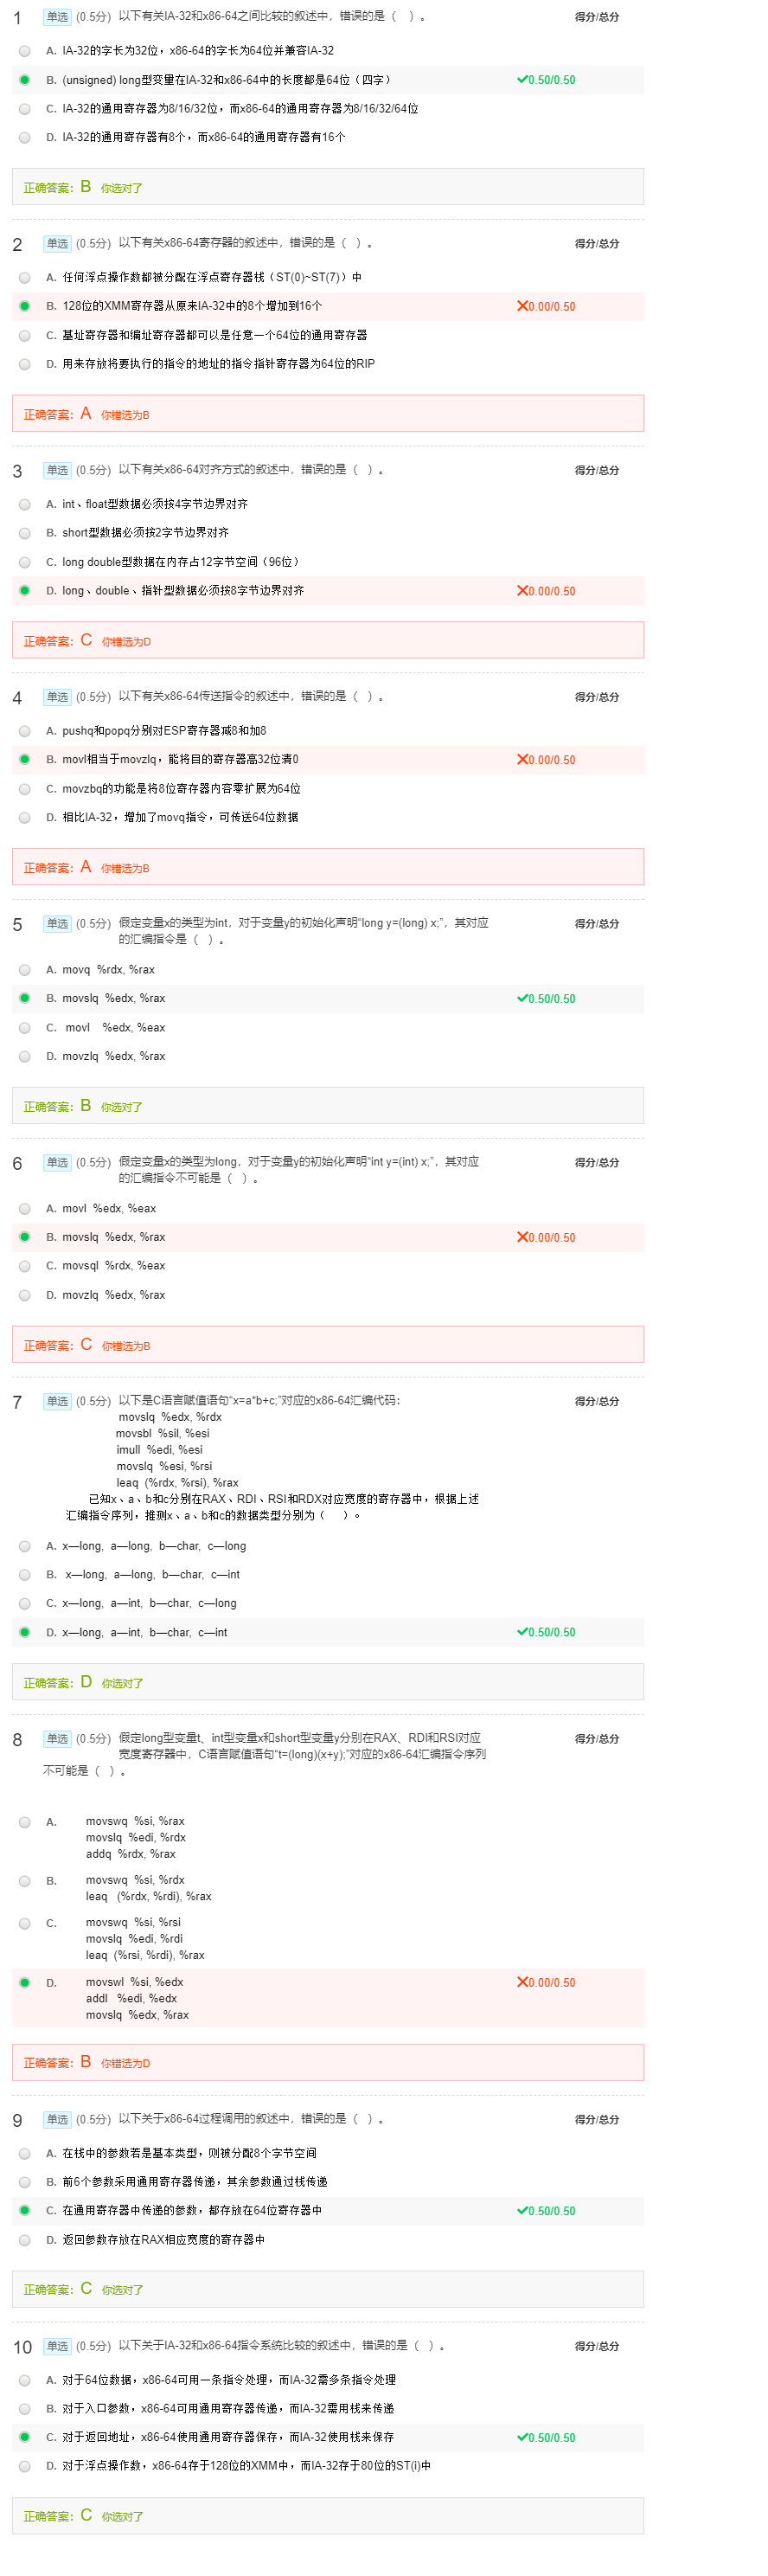 1 单选 (0.5分) 以下有关IA-32和x86-64之间比较的叙述中，错误的是（ ）。 得分/总分
A. IA-32的字长为32位，x86-64的字长为64位并兼容IA-32
B. (unsigned) long型变量在IA-32和x86-64中的长度都是64位（四字） 0.50/0.50
C. IA-32的通用寄存器为8/16/32位，而x86-64的通用寄存器为8/16/32/64位
D. IA-32的通用寄存器有8个，而x86-64的通用寄存器有16个
正确答案：B 你选对了
2 单选 (0.5分) 以下有关x86-64寄存器的叙述中，错误的是（ ）。 得分/总分
A. 任何浮点操作数都被分配在浮点寄存器栈（ST(0)~ST(7)）中
B. 128位的XMM寄存器从原来IA-32中的8个增加到16个 0.00/0.50
C. 基址寄存器和编址寄存器都可以是任意一个64位的通用寄存器
D. 用来存放将要执行的指令的地址的指令指针寄存器为64位的RIP
正确答案：A 你错选为B
3 单选 (0.5分) 以下有关x86-64对齐方式的叙述中，错误的是（ ）。 得分/总分
A. int、float型数据必须按4字节边界对齐
B. short型数据必须按2字节边界对齐
C. long double型数据在内存占12字节空间（96位）
D. long、double、指针型数据必须按8字节边界对齐 0.00/0.50
正确答案：C 你错选为D
4 单选 (0.5分) 以下有关x86-64传送指令的叙述中，错误的是（ ）。 得分/总分
A. pushq和popq分别对ESP寄存器减8和加8
B. movl相当于movzlq，能将目的寄存器高32位清0 0.00/0.50
C. movzbq的功能是将8位寄存器内容零扩展为64位
D. 相比IA-32，增加了movq指令，可传送64位数据
正确答案：A 你错选为B
5 单选 (0.5分) 假定变量x的类型为int，对于变量y的初始化声明“long y=(long) x;”，其对应 得分/总分
的汇编指令是（ ）。
A. movq %rdx, %rax
B. movslq %edx, %rax 0.50/0.50
C. movl %edx, %eax
D. movzlq %edx, %rax
正确答案：B 你选对了
6 单选 (0.5分) 假定变量x的类型为long，对于变量y的初始化声明“int y=(int) x;”，其对应 得分/总分
的汇编指令不可能是（ ）。
A. movl %edx, %eax
B. movslq %edx, %rax 0.00/0.50
C. movsql %rdx, %eax
D. movzlq %edx, %rax
正确答案：C 你错选为B
7 单选 (0.5分) 以下是C语言赋值语句“x=a*b+c;”对应的x86-64汇编代码： 得分/总分
movslq %edx, %rdx
movsbl %sil, %esi
imull %edi, %esi
movslq %esi, %rsi
leaq (%rdx, %rsi), %rax
已知x、a、b和c分别在RAX、RDI、RSI和RDX对应宽度的寄存器中，根据上述
汇编指令序列，推测x、a、b和c的数据类型分别为（ ）。
A. x—long, a—long, b—char, c—long
B. x—long, a—long, b—char, c—int
C. x—long, a—int, b—char, c—long
D. x—long, a—int, b—char, c—int 0.50/0.50
正确答案：D 你选对了
8 单选 (0.5分) 假定long型变量t、int型变量x和short型变量y分别在RAX、RDI和RSI对应 得分/总分
宽度寄存器中，C语言赋值语句“t=(long)(x+y);”对应的x86-64汇编指令序列
不可能是（ ）。
A. movswq %si, %rax
movslq %edi, %rdx
addq %rdx, %rax
B. movswq %si, %rdx
leaq (%rdx, %rdi), %rax
C. movswq %si, %rsi
movslq %edi, %rdi
leaq (%rsi, %rdi), %rax
D. movswl %si, %edx 0.00/0.50
addl %edi, %edx
movslq %edx, %rax
正确答案：B 你错选为D
9 单选 (0.5分) 以下关于x86-64过程调用的叙述中，错误的是（ ）。 得分/总分
A. 在栈中的参数若是基本类型，则被分配8个字节空间
B. 前6个参数采用通用寄存器传递，其余参数通过栈传递
C. 在通用寄存器中传递的参数，都存放在64位寄存器中 0.50/0.50
D. 返回参数存放在RAX相应宽度的寄存器中
正确答案：C 你选对了
10 单选 (0.5分) 以下关于IA-32和x86-64指令系统比较的叙述中，错误的是（ ）。 得分/总分
A. 对于64位数据，x86-64可用一条指令处理，而IA-32需多条指令处理
B. 对于入口参数，x86-64可用通用寄存器传递，而IA-32需用栈来传递
C. 对于返回地址，x86-64使用通用寄存器保存，而IA-32使用栈来保存 0.50/0.50
D. 对于浮点操作数，x86-64存于128位的XMM中，而IA-32存于80位的ST(i)中
正确答案：C 你选对了